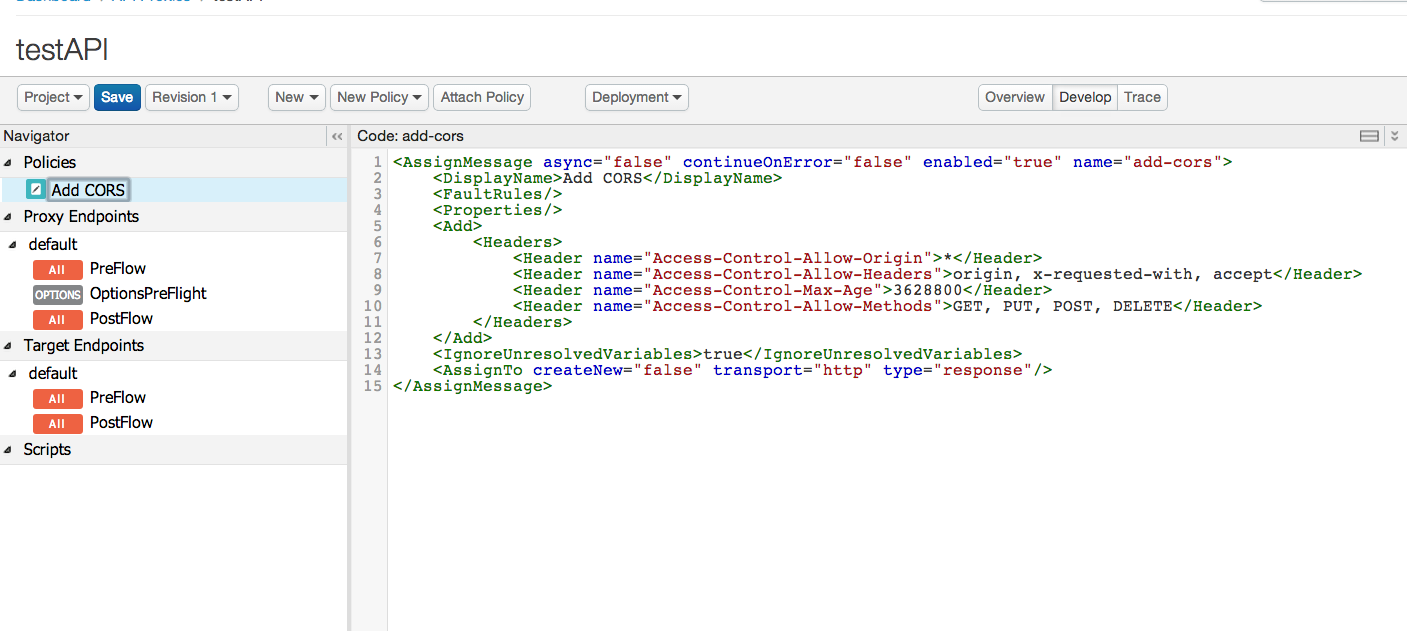 testAPI
Project Save Revision 1 New New Policy Attach Policy Deployment Overview Develop Trace
Navigator
Policies
Add CORS
Proxy Endpoints
default
All PreFlow
OPTIONS OptionsPreFlight
All PostFlow
Target Endpoints
default
All PreFlow
All PostFlow
Scripts
Code: add-cors
1 <AssignMessage async="false" continueOnError="false" enabled="true" name="add-cors">
2     <DisplayName>Add CORS</DisplayName>
3     <FaultRules/>
4     <Properties/>
5     <Add>
6         <Headers>
7             <Header name="Access-Control-Allow-Origin">*</Header>
8             <Header name="Access-Control-Allow-Headers">origin, x-requested-with, accept</Header>
9             <Header name="Access-Control-Max-Age">3628800</Header>
10             <Header name="Access-Control-Allow-Methods">GET, PUT, POST, DELETE</Header>
11         </Headers>
12     </Add>
13     <IgnoreUnresolvedVariables>true</IgnoreUnresolvedVariables>
14     <AssignTo createNew="false" transport="http" type="response"/>
15 </AssignMessage>